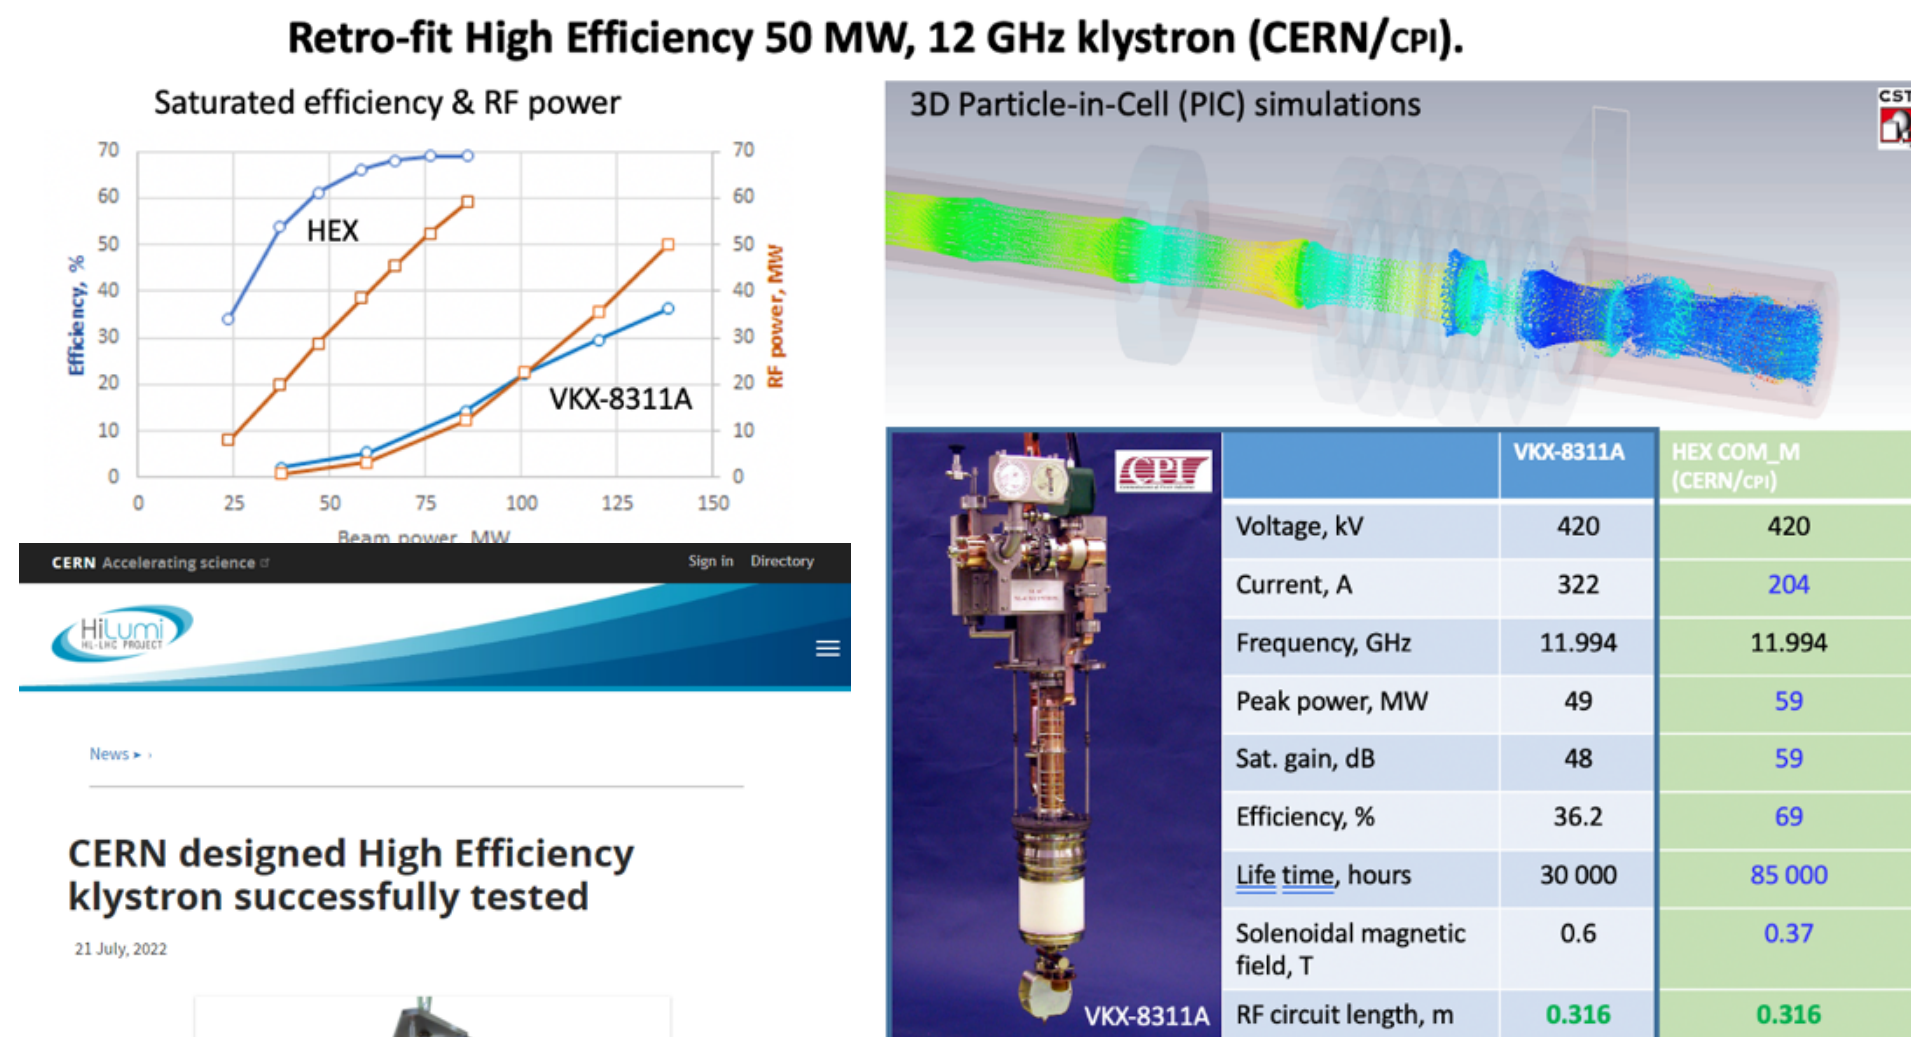 Retro-fit High Efficiency 50 MW, 12 GHz klystron (CERN/CPI).
Saturated efficiency & RF power
70
60
50
40
30
20
10
0
Efficiency, %
70
60
50
40
30
20
10
0
RF power, MW
HEX
VKX-8311A
0 25 50 75 100 125 150
Beam power, MW
3D Particle-in-Cell (PIC) simulations
CST
CERN Accelerating science
Sign in Directory
HiLumi
HL-LHC PROJECT
News
CERN designed High Efficiency
klystron successfully tested
21 July, 2022
CPI
VKX-8311A
VKX-8311A HEX COM_M
(CERN/CPI)
Voltage, kV 420 420
Current, A 322 204
Frequency, GHz 11.994 11.994
Peak power, MW 49 59
Sat. gain, dB 48 59
Efficiency, % 36.2 69
Life time, hours 30 000 85 000
Solenoidal magnetic 0.6 0.37
field, T
RF circuit length, m 0.316 0.316